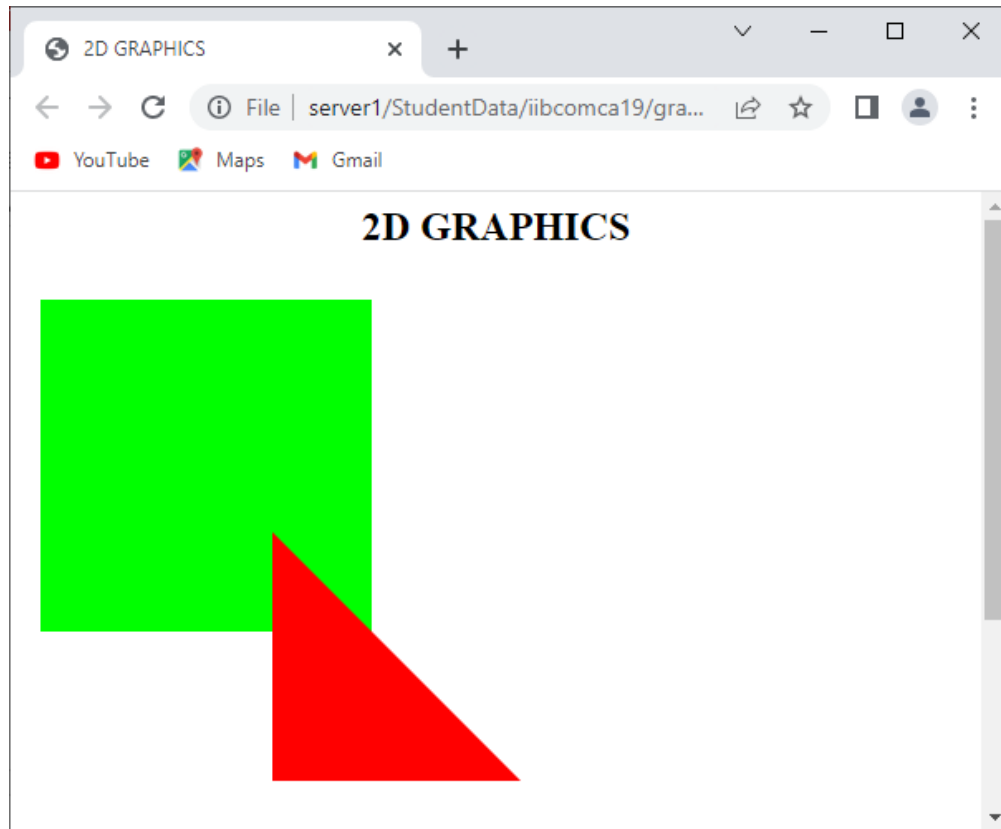 2D GRAPHICS
File server1/StudentData/iibcomca19/gra...
YouTube Maps Gmail
2D GRAPHICS